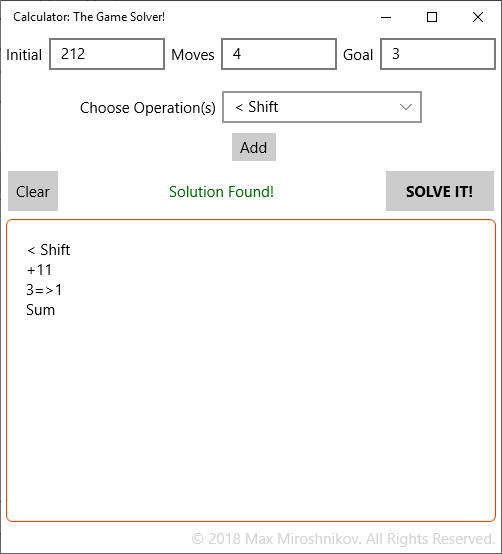 Calculator: The Game Solver!
Initial 212 Moves 4 Goal 3
Choose Operation(s) < Shift
Add
Clear Solution Found! SOLVE IT!
< Shift
+11
3=>1
Sum
© 2018 Max Miroshnikov. All Rights Reserved.